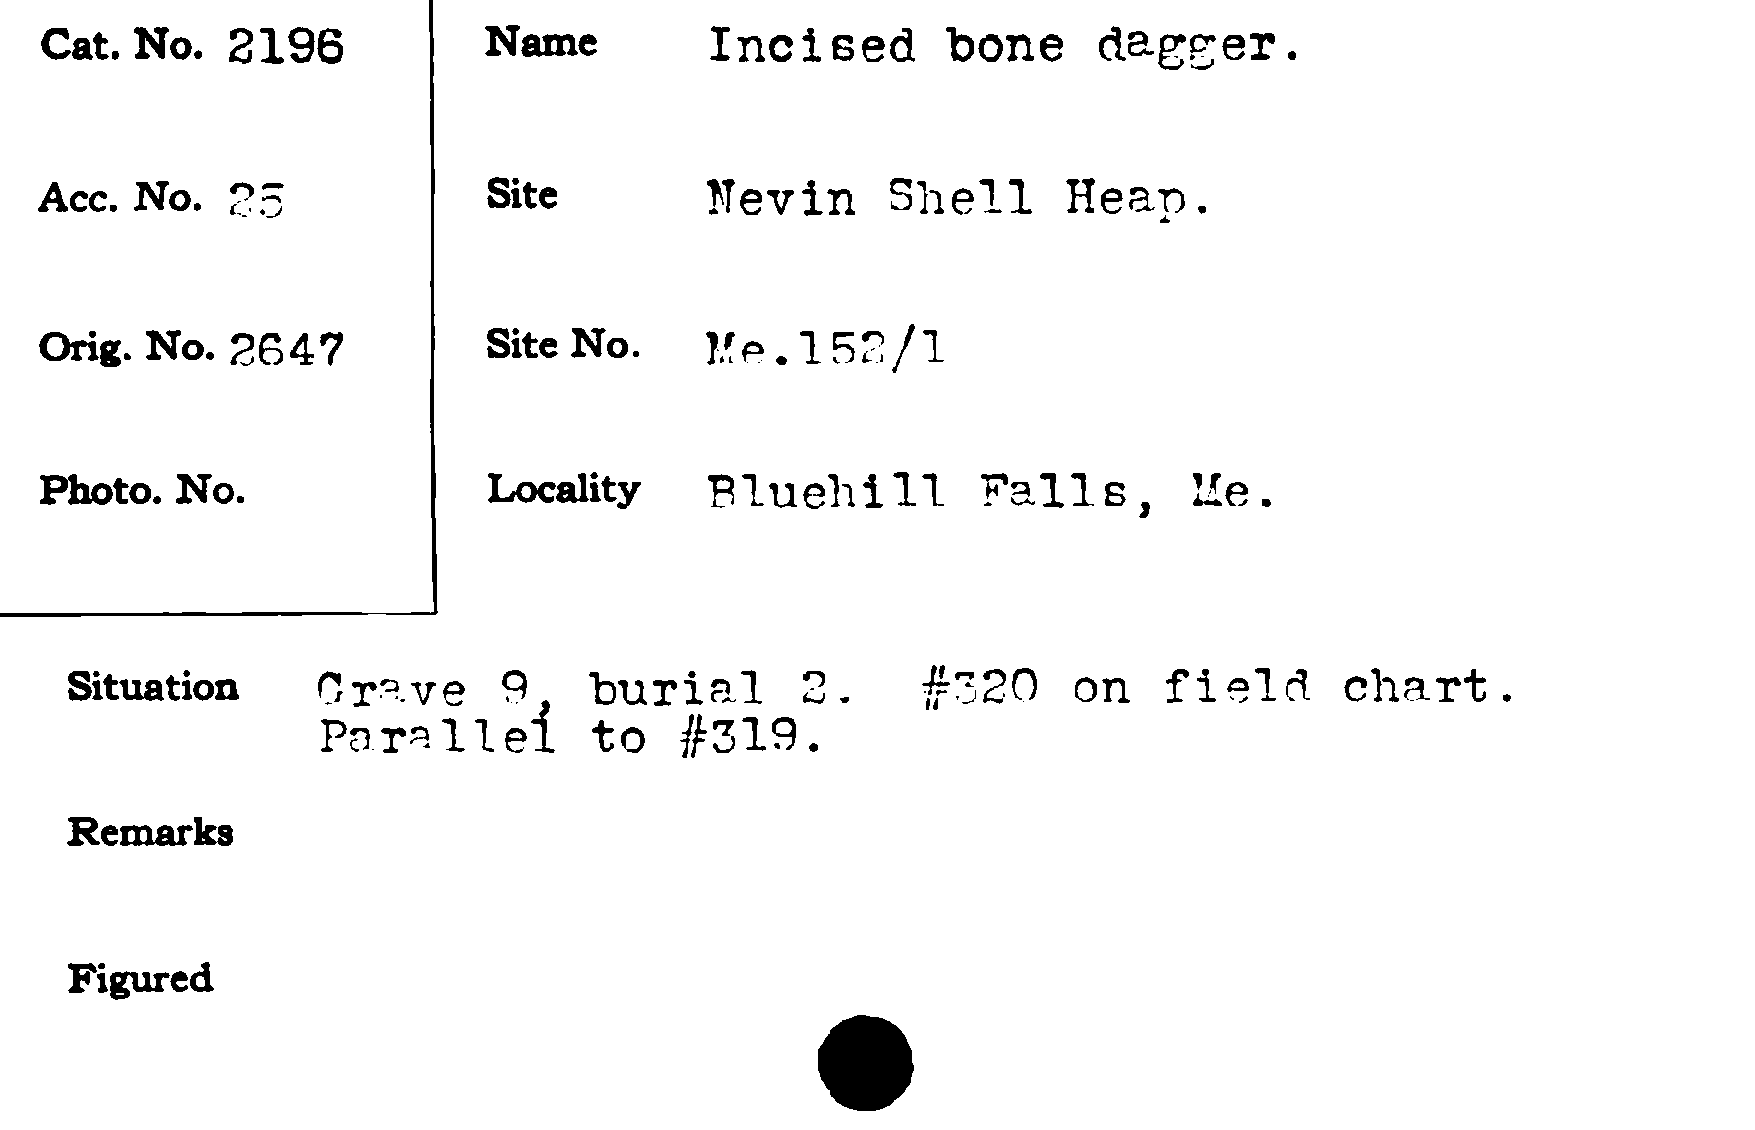 Cat. No. 2196
Name Incised bone dagger.
Acc. No. 25
Site Nevin Shell Heap.
Orig. No. 2647
Site No. Me.152/1
Photo. No.
Locality Bluehill Falls, Me.
Situation Grave 9, burial 2. #320 on field chart.
Parallel to #319.
Remarks
Figured